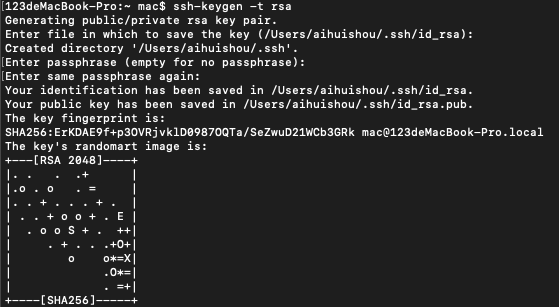 [123deMacBook-Pro:~ mac$ ssh-keygen -t rsa
Generating public/private rsa key pair.
Enter file in which to save the key (/Users/aihuishou/.ssh/id_rsa):
Created directory '/Users/aihuishou/.ssh'.
[Enter passphrase (empty for no passphrase):
[Enter same passphrase again:
Your identification has been saved in /Users/aihuishou/.ssh/id_rsa.
Your public key has been saved in /Users/aihuishou/.ssh/id_rsa.pub.
The key fingerprint is:
SHA256:ErKDAE9f+p3OVRjvklD0987OQTa/SeZwuD21WCb3GRk mac@123deMacBook-Pro.local
The key's randomart image is:
+---[RSA 2048]----+
|. .   .  .+      |
|.o . o   . =     |
|. . + . . . + .  |
| . . + o o + . E |
|  . o o S +  . ++|
|     . + . . .+O+|
|        o    o*=X|
|             .O*=|
|             . =+|
+----[SHA256]-----+